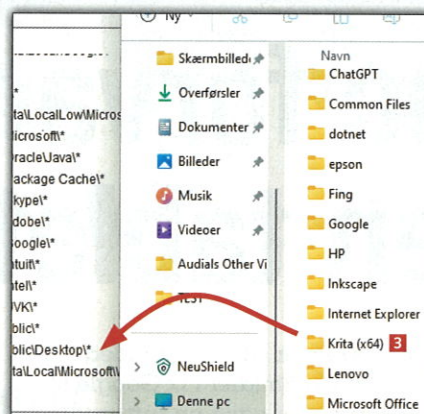 Ny
*
ta\LocalLow\Micros
icrosoft\*
racle\Java\*
ackage Cache\*
kype\*
dobe\*
oogle\*
ntuit\*
ntel\*
VK\*
blic\*
blic\Desktop\*
ta\Local\Microsoft\
Skærmbillede
Overførsler
Dokumenter
Billeder
Musik
Videoer
Audials Other Vi
TEST
NeuShield
Denne pc
Navn
ChatGPT
Common Files
dotnet
epson
Fing
Google
HP
Inkscape
Internet Explorer
Krita (x64) 3
Lenovo
Microsoft Office